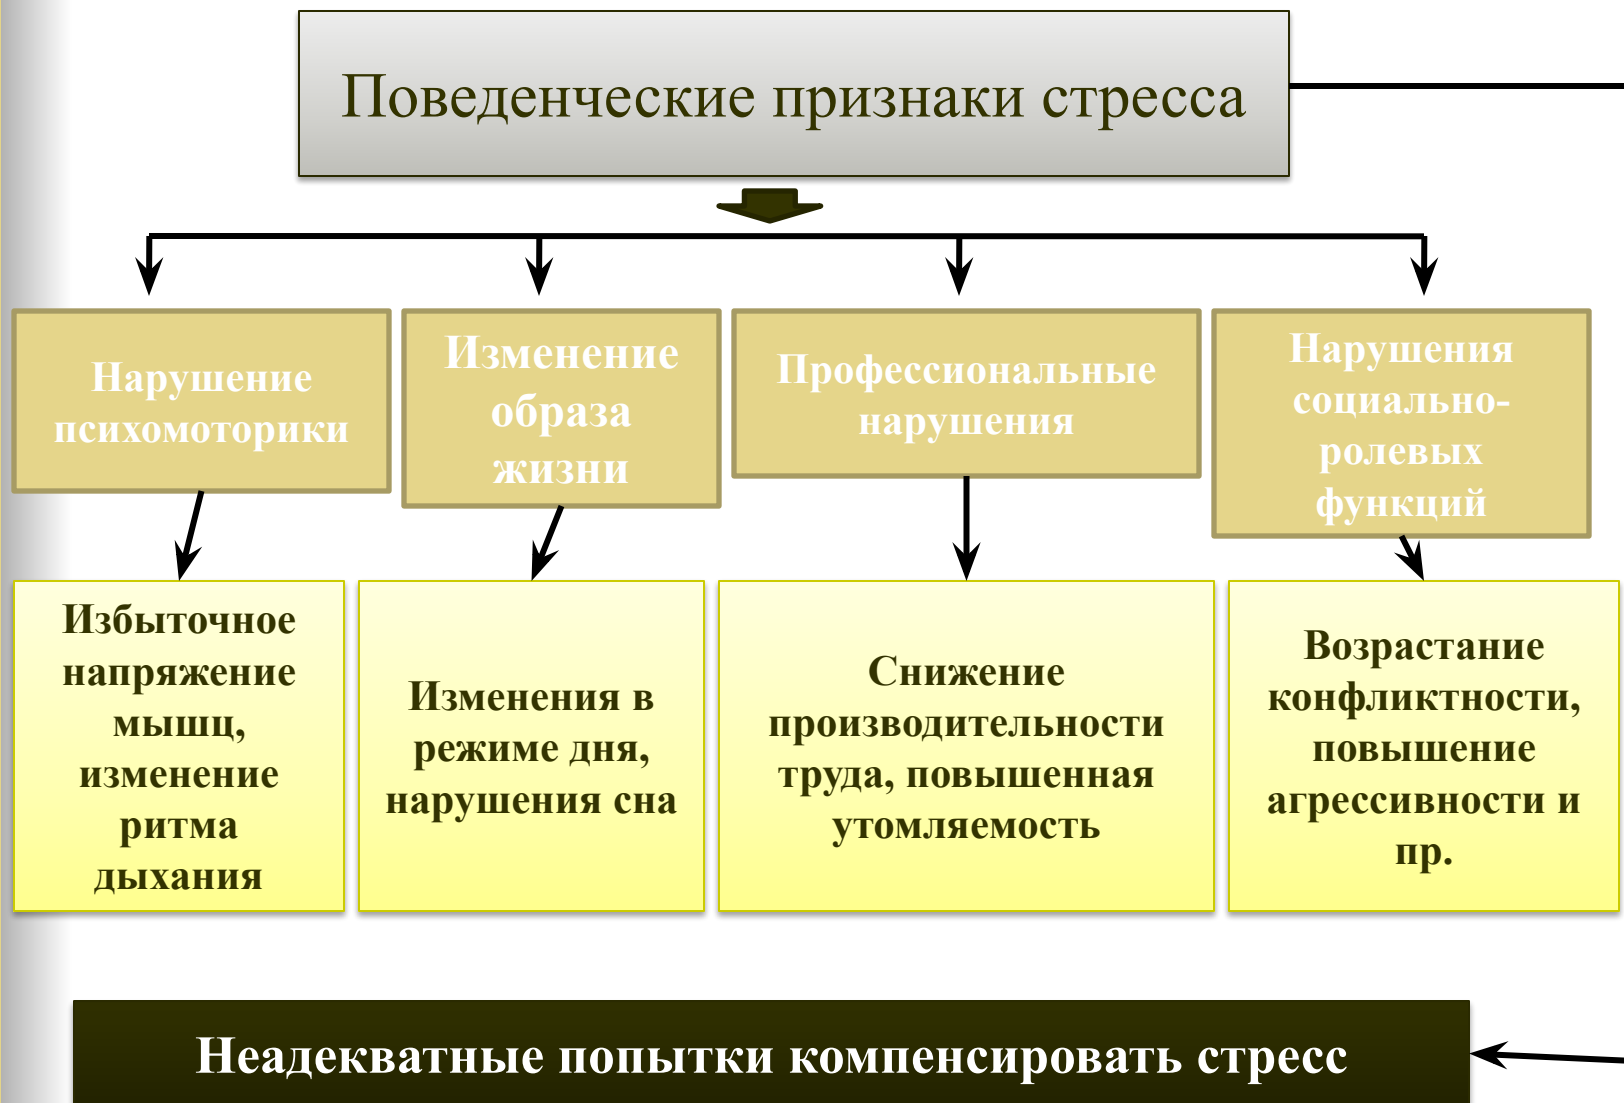 Поведенческие признаки стресса
Нарушение
психомоторики
Изменение
образа
жизни
Профессиональные
нарушения
Нарушения
социально-
ролевых
функций
Избыточное
напряжение
мышц,
изменение
ритма
дыхания
Изменения в
режиме дня,
нарушения сна
Снижение
производительности
труда, повышенная
утомляемость
Возрастание
конфликтности,
повышение
агрессивности и
пр.
Неадекватные попытки компенсировать стресс